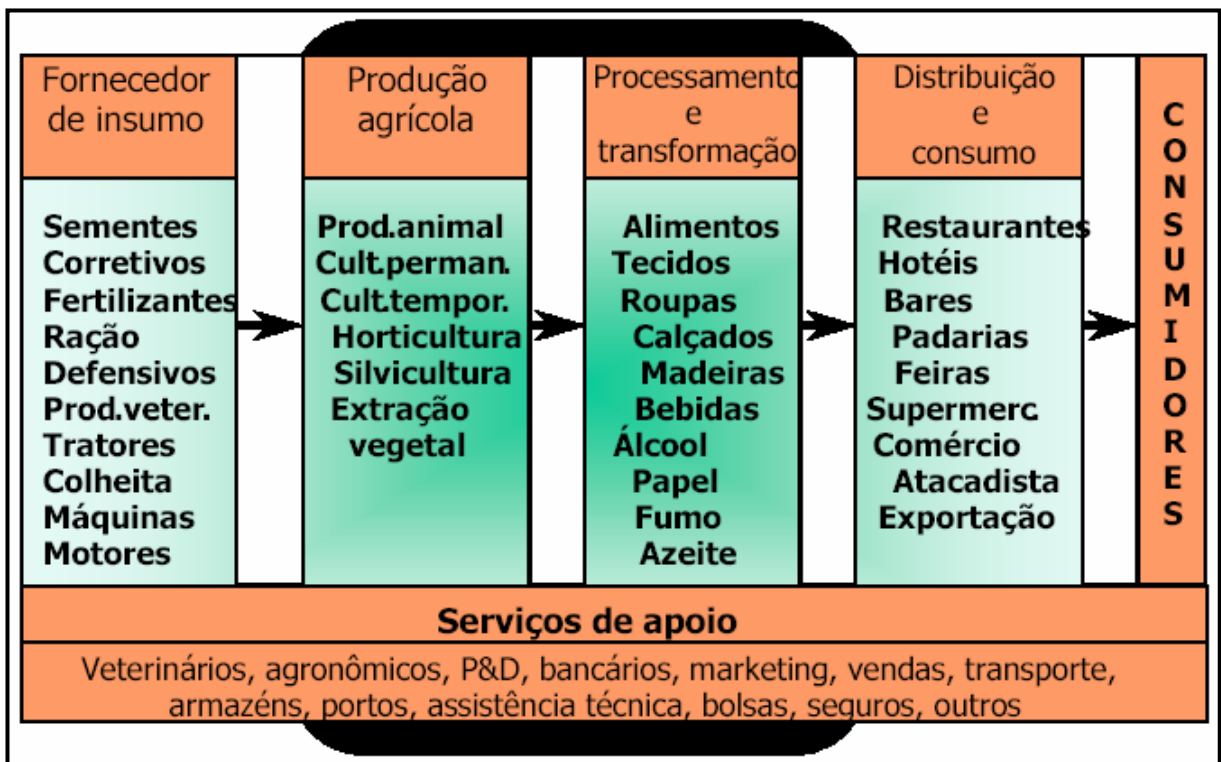 Fornecedor
de insumo
Sementes
Corretivos
Fertilizantes
Ração
Defensivos
Prod.veter.
Tratores
Colheita
Máquinas
Motores
Produção
agrícola
Prod.animal
Cult.perman.
Cult.tempor.
Horticultura
Silvicultura
Extração
vegetal
Processamento
e
transformação
Alimentos
Tecidos
Roupas
Calçados
Madeiras
Bebidas
Álcool
Papel
Fumo
Azeite
Distribuição
e
consumo
Restaurantes
Hotéis
Bares
Padarias
Feiras
Supermerc.
Comércio
Atacadista
Exportação
CONSUMIDORES
Serviços de apoio
Veterinários, agronômicos, P&D, bancários, marketing, vendas, transporte,
armazéns, portos, assistência técnica, bolsas, seguros, outros